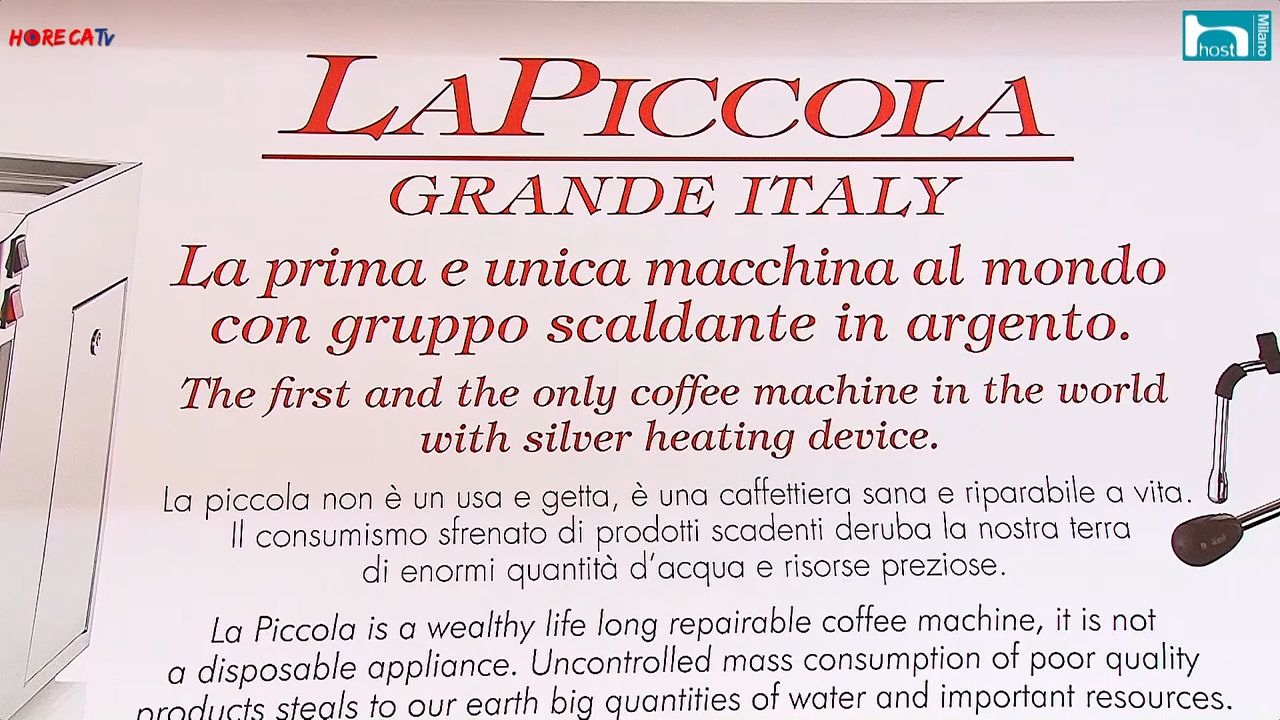 HORECATV
host
Milano
LAPICCOLA
GRANDE ITALY
La prima e unica macchina al mondo
con gruppo scaldante in argento.
The first and the only coffee machine in the world
with silver heating device.
La piccola non è un usa e getta, è una caffettiera sana e riparabile a vita.
Il consumismo sfrenato di prodotti scadenti deruba la nostra terra
di enormi quantità d'acqua e risorse preziose.
La Piccola is a wealthy life long repairable coffee machine, it is not
a disposable appliance. Uncontrolled mass consumption of poor quality
products steals to our earth big quantities of water and important resources.